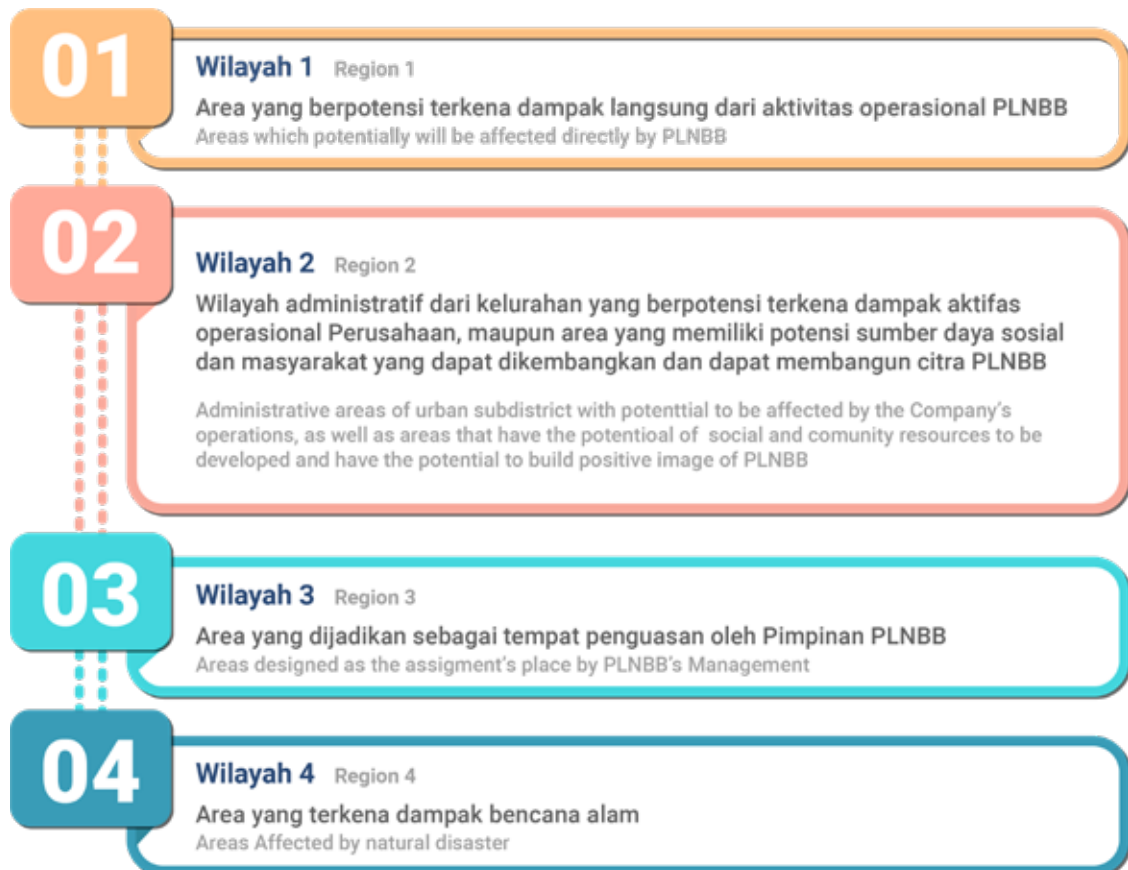 01
Wilayah 1 Region 1
Area yang berpotensi terkena dampak langsung dari aktivitas operasional PLNBB
Areas which potentially will be affected directly by PLNBB
02
Wilayah 2 Region 2
Wilayah administratif dari kelurahan yang berpotensi terkena dampak aktifas
operasional Perusahaan, maupun area yang memiliki potensi sumber daya sosial
dan masyarakat yang dapat dikembangkan dan dapat membangun citra PLNBB
Administrative areas of urban subdistrict with potenttial to be affected by the Company's
operations, as well as areas that have the potentioal of social and comunity resources to be
developed and have the potential to build positive image of PLNBB
03
Wilayah 3 Region 3
Area yang dijadikan sebagai tempat penguasan oleh Pimpinan PLNBB
Areas designed as the assigment's place by PLNBB's Management
04
Wilayah 4 Region 4
Area yang terkena dampak bencana alam
Areas Affected by natural disaster